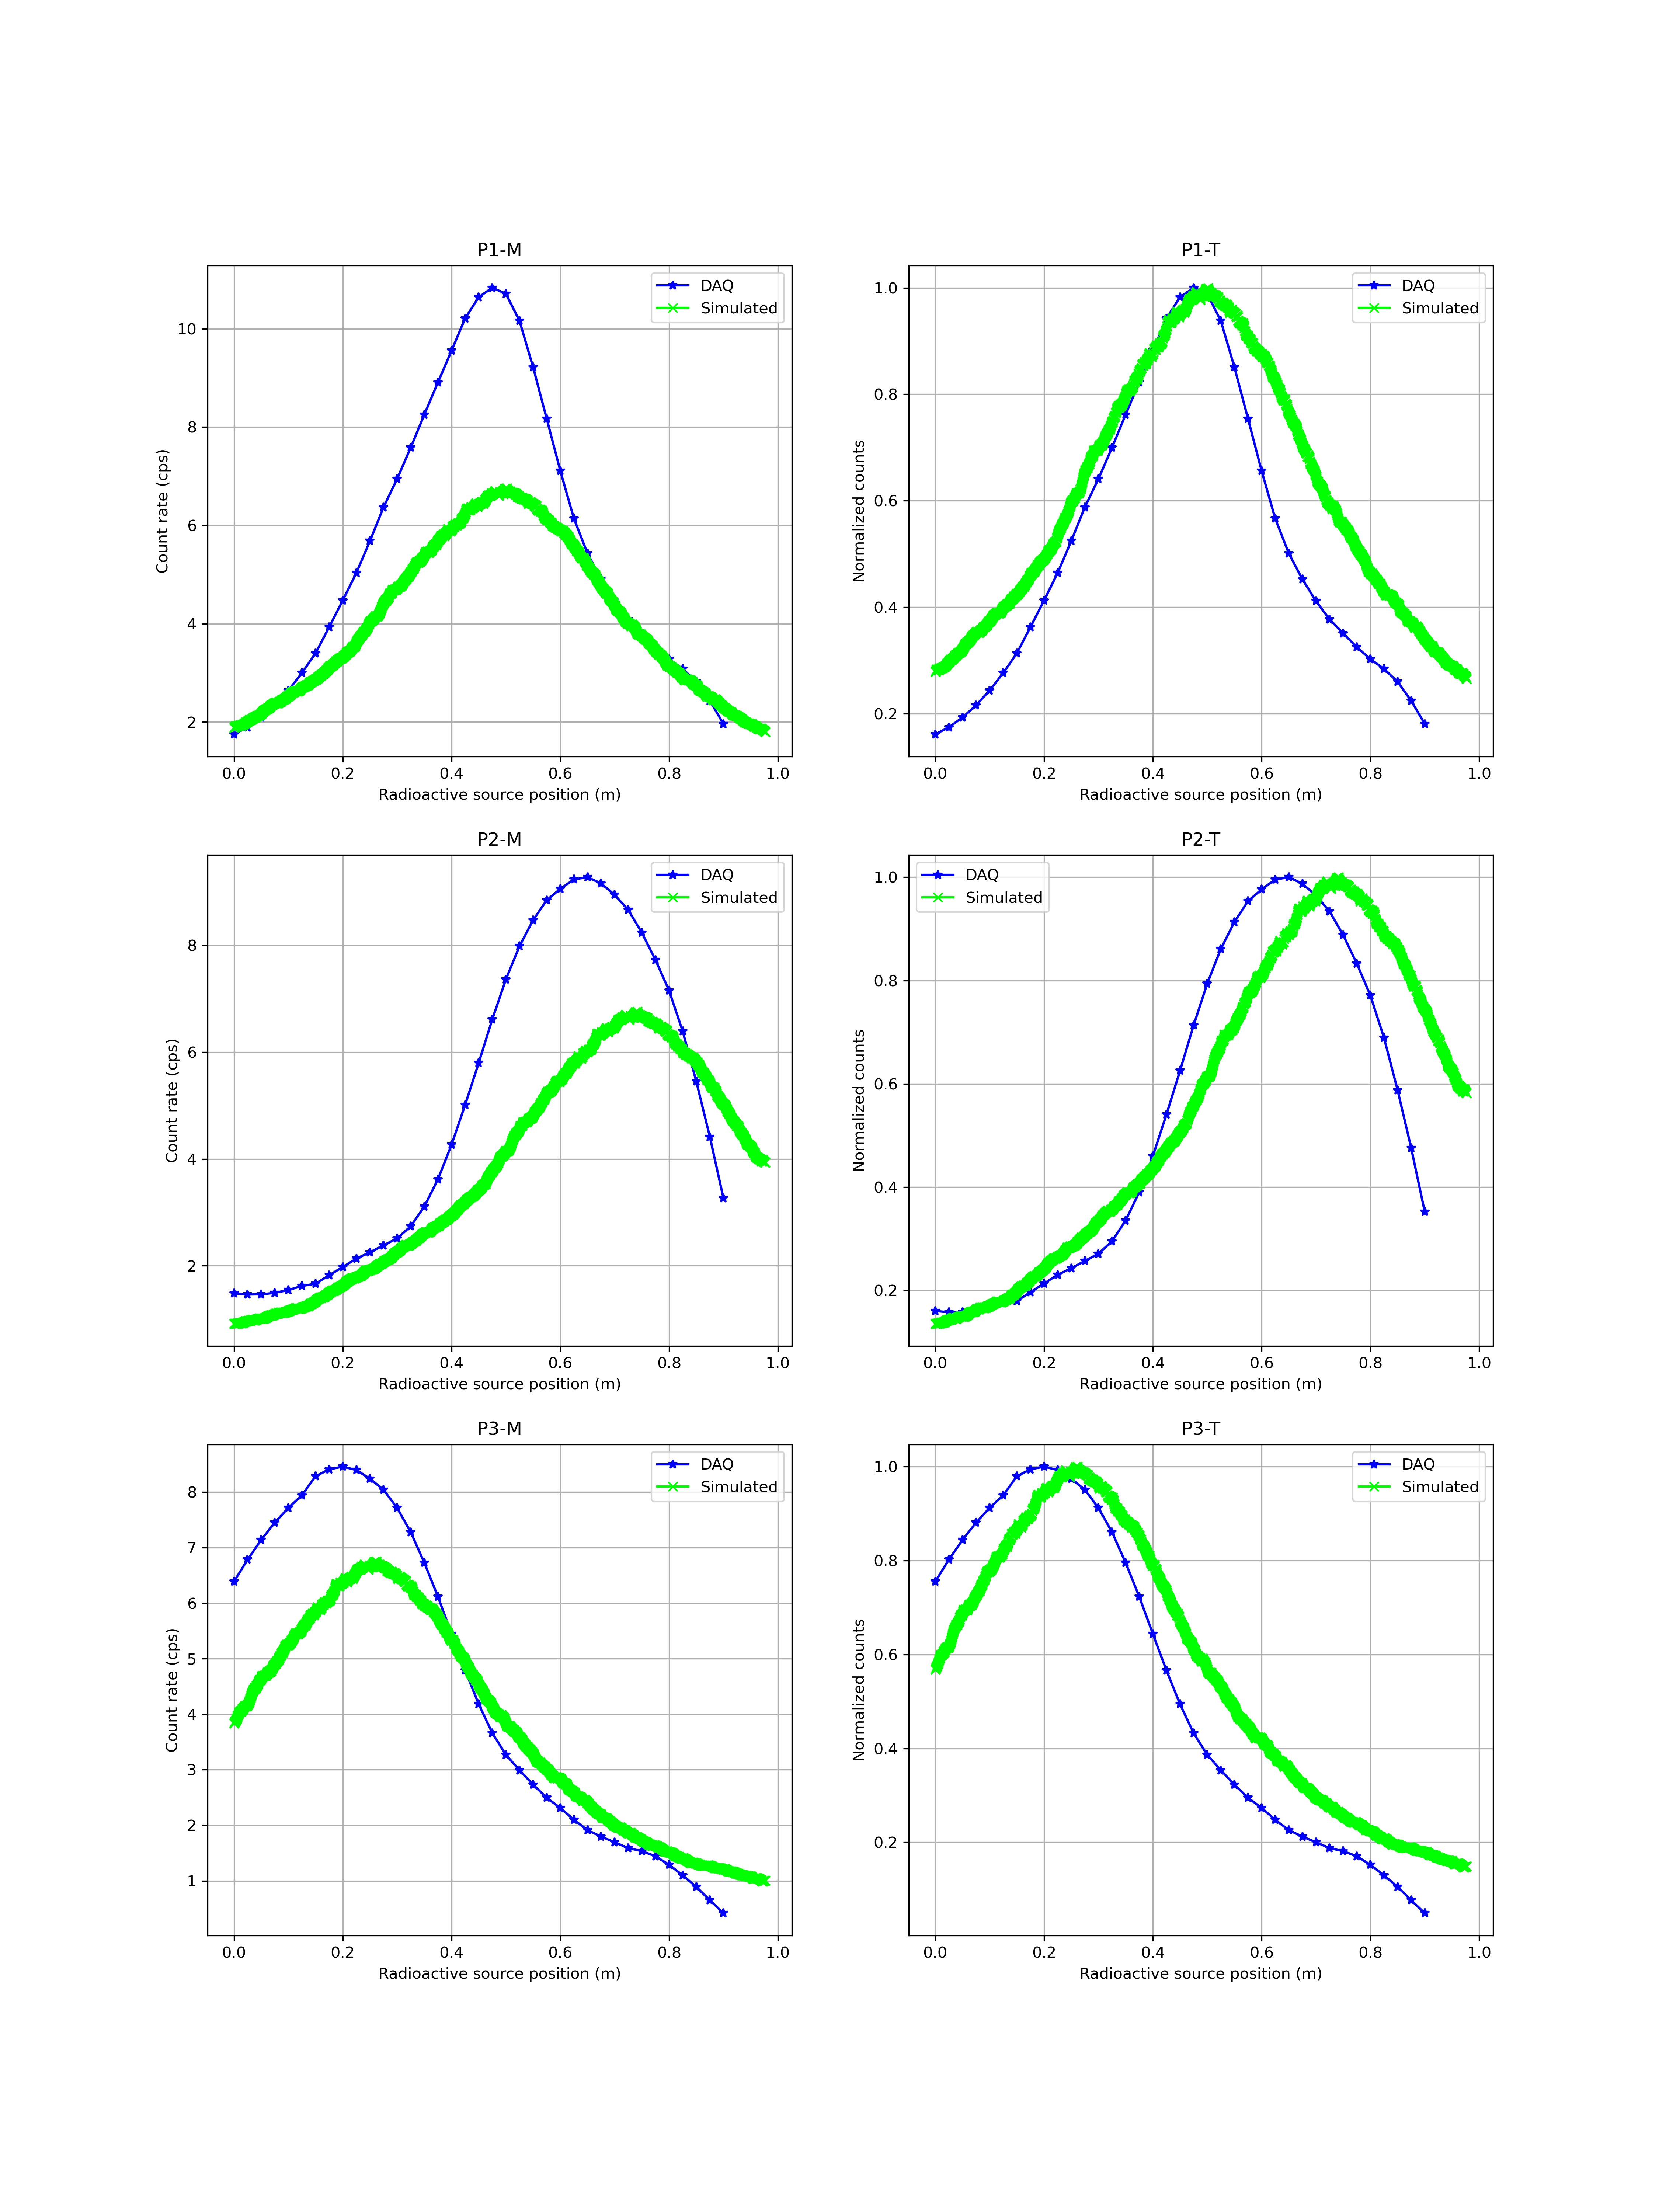 P1-M
DAQ
Simulated
10
8
6
4
2
Count rate (cps)
0.0 0.2 0.4 0.6 0.8 1.0
Radioactive source position (m)
P1-T
DAQ
Simulated
1.0
0.8
0.6
0.4
0.2
Normalized counts
0.0 0.2 0.4 0.6 0.8 1.0
Radioactive source position (m)
P2-M
DAQ
Simulated
8
6
4
2
Count rate (cps)
0.0 0.2 0.4 0.6 0.8 1.0
Radioactive source position (m)
P2-T
DAQ
Simulated
1.0
0.8
0.6
0.4
0.2
Normalized counts
0.0 0.2 0.4 0.6 0.8 1.0
Radioactive source position (m)
P3-M
DAQ
Simulated
8
7
6
5
4
3
2
1
Count rate (cps)
0.0 0.2 0.4 0.6 0.8 1.0
Radioactive source position (m)
P3-T
DAQ
Simulated
1.0
0.8
0.6
0.4
0.2
Normalized counts
0.0 0.2 0.4 0.6 0.8 1.0
Radioactive source position (m)